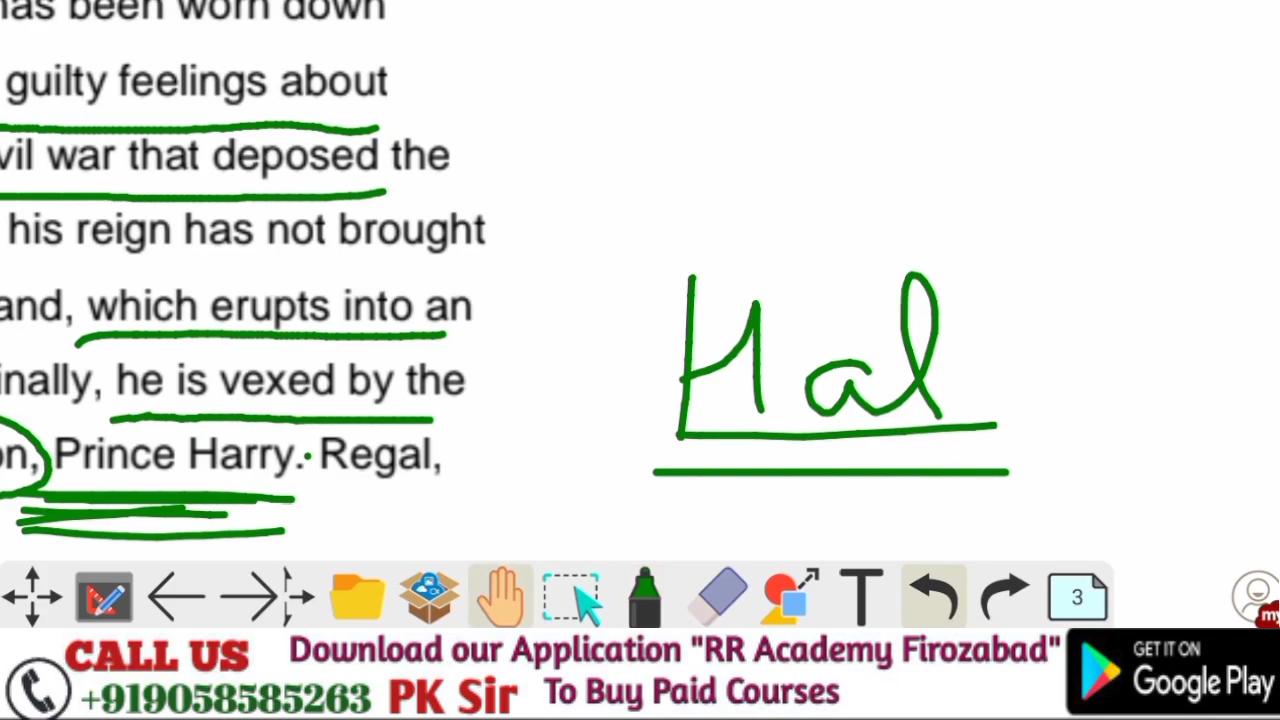 has been worn down
guilty feelings about
vil war that deposed the
his reign has not brought
and, which erupts into an
inally, he is vexed by the
on, Prince Harry. Regal,
Hal
3
my
CALL US
+919058585263 PK Sir
Download our Application "RR Academy Firozabad"
To Buy Paid Courses
GET IT ON
Google Play